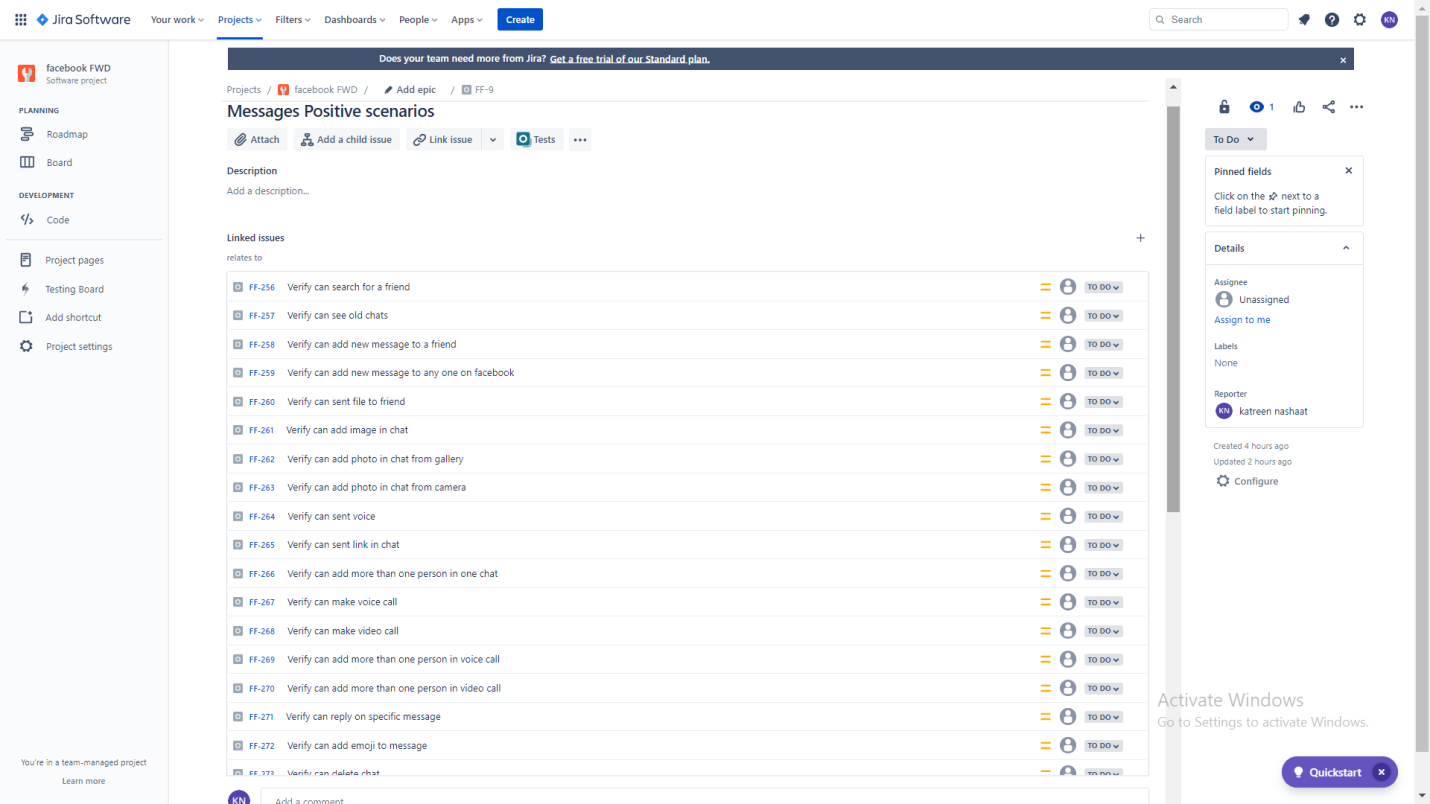 Jira Software
Your work
Projects
Filters
Dashboards
People
Apps
Create
Search
KN
facebook FWD
Software project
PLANNING
Roadmap
Board
DEVELOPMENT
Code
Project pages
Testing Board
Add shortcut
Project settings
You're in a team-managed project
Learn more
Does your team need more from Jira? Get a free trial of our Standard plan.
Projects / facebook FWD / Add epic / FF-9
Messages Positive scenarios
Attach
Add a child issue
Link issue
Tests
Description
Add a description...
Linked issues
relates to
FF-256 Verify can search for a friend TO DO
FF-257 Verify can see old chats TO DO
FF-258 Verify can add new message to a friend TO DO
FF-259 Verify can add new message to any one on facebook TO DO
FF-260 Verify can sent file to friend TO DO
FF-261 Verify can add image in chat TO DO
FF-262 Verify can add photo in chat from gallery TO DO
FF-263 Verify can add photo in chat from camera TO DO
FF-264 Verify can sent voice TO DO
FF-265 Verify can sent link in chat TO DO
FF-266 Verify can add more than one person in one chat TO DO
FF-267 Verify can make voice call TO DO
FF-268 Verify can make video call TO DO
FF-269 Verify can add more than one person in voice call TO DO
FF-270 Verify can add more than one person in video call TO DO
FF-271 Verify can reply on specific message TO DO
FF-272 Verify can add emoji to message TO DO
FF-273 Verify can delete chat TO DO
KN
Add a comment
1
To Do
Pinned fields
Click on the next to a
field label to start pinning.
Details
Assignee
Unassigned
Assign to me
Labels
None
Reporter
KN katreen nashaat
Created 4 hours ago
Updated 2 hours ago
Configure
Activate Windows
Go to Settings to activate Windows.
Quickstart